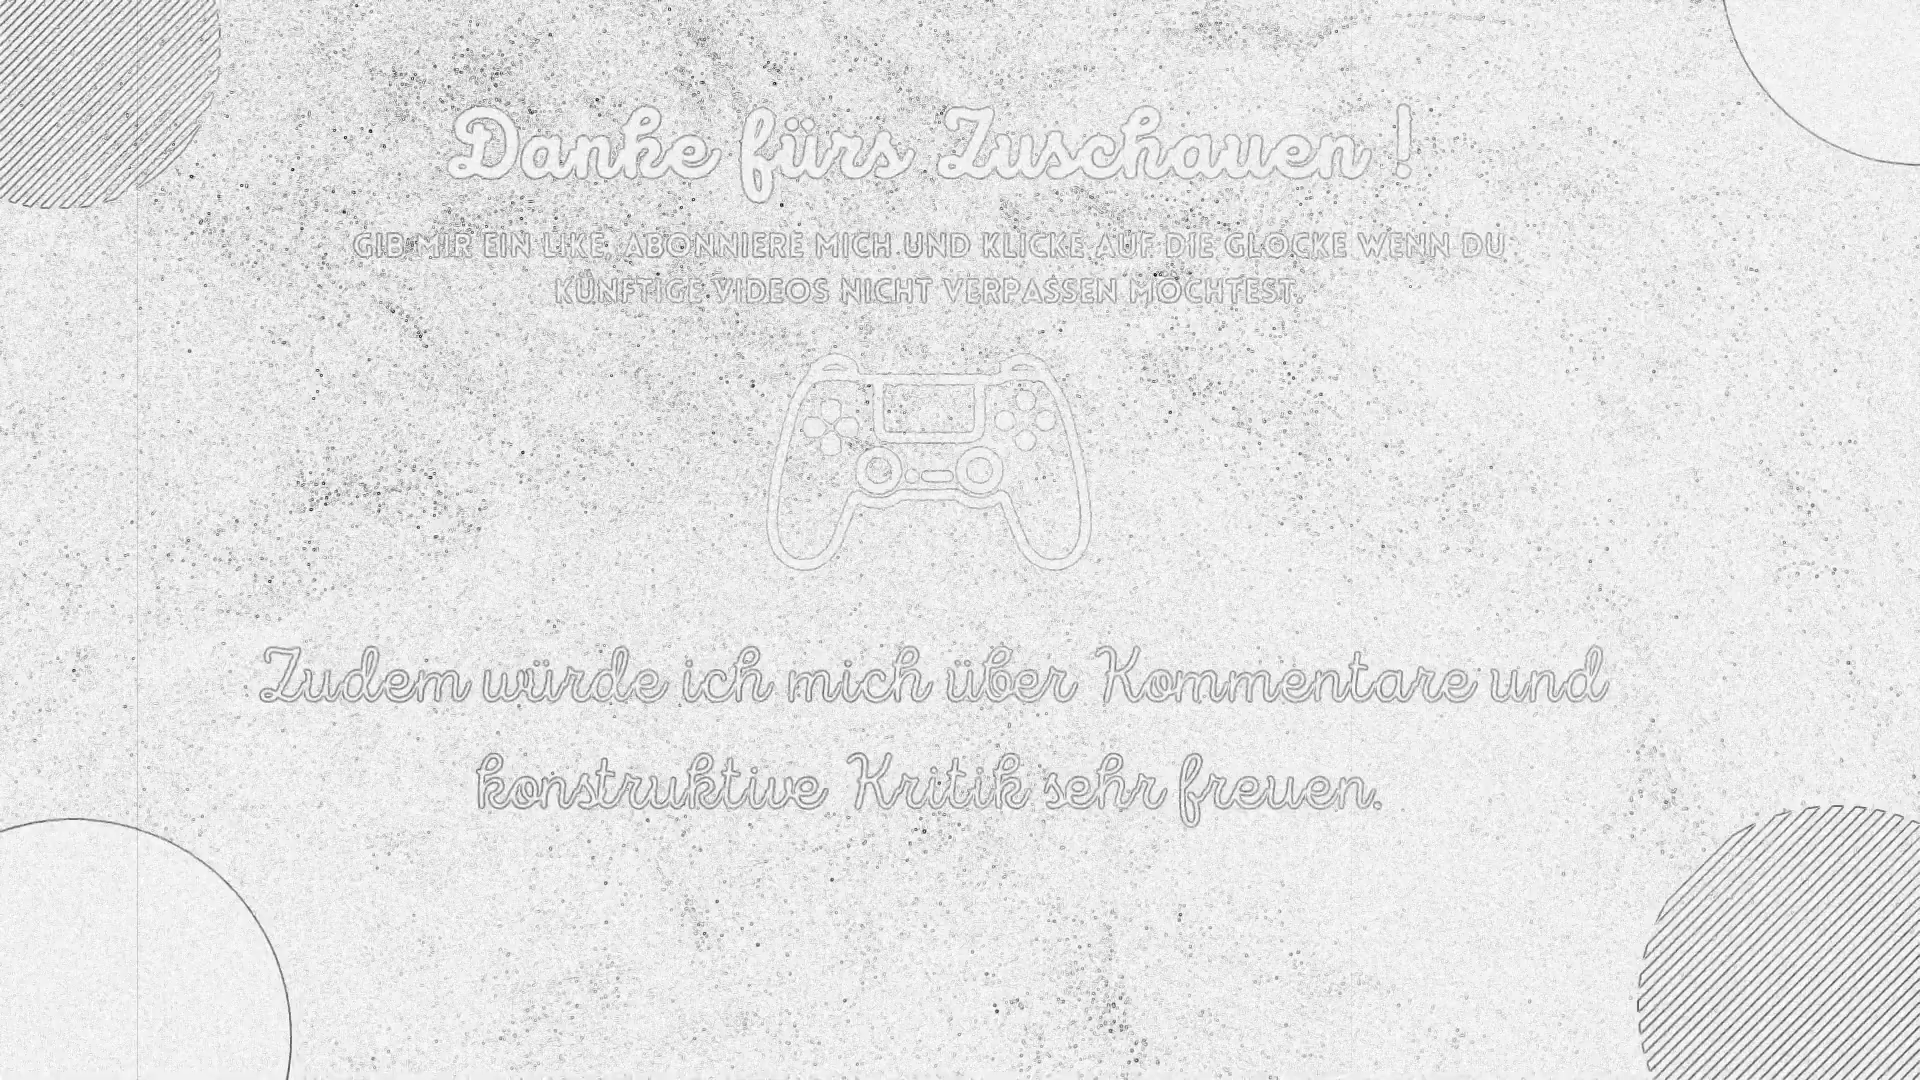 Danke fürs Zuschauen !
GIB MIR EIN LIKE, ABONNIERE MICH UND KLICKE AUF DIE GLOCKE WENN DU
KÜNFTIGE VIDEOS NICHT VERPASSEN MÖCHTEST.
Zudem würde ich mich über Kommentare und
konstruktive Kritik sehr freuen.